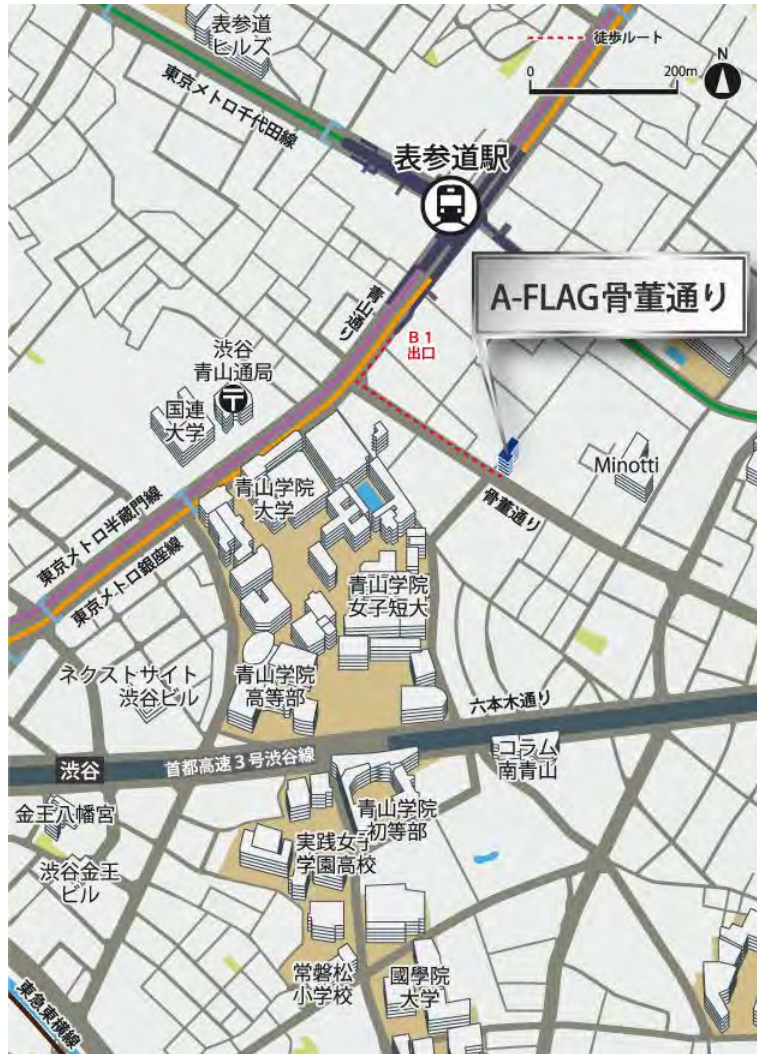 表参道
ヒルズ
徒歩ルート
0
200m
N
東京メトロ千代田線
表参道駅
A-FLAG骨董通り
青山通り
B1
出口
渋谷
青山通局
国連
大学
Minotti
骨董通り
青山学院
大学
東京メトロ半蔵門線
東京メトロ銀座線
青山学院
女子短大
ネクストサイト
渋谷ビル
青山学院
高等部
六本木通り
渋谷
首都高速3号渋谷線
コラム
南青山
金王八幡宮
青山学院
初等部
実践女子
学園高校
渋谷金王
ビル
常磐松
小学校
國學院
大学
東急東横線